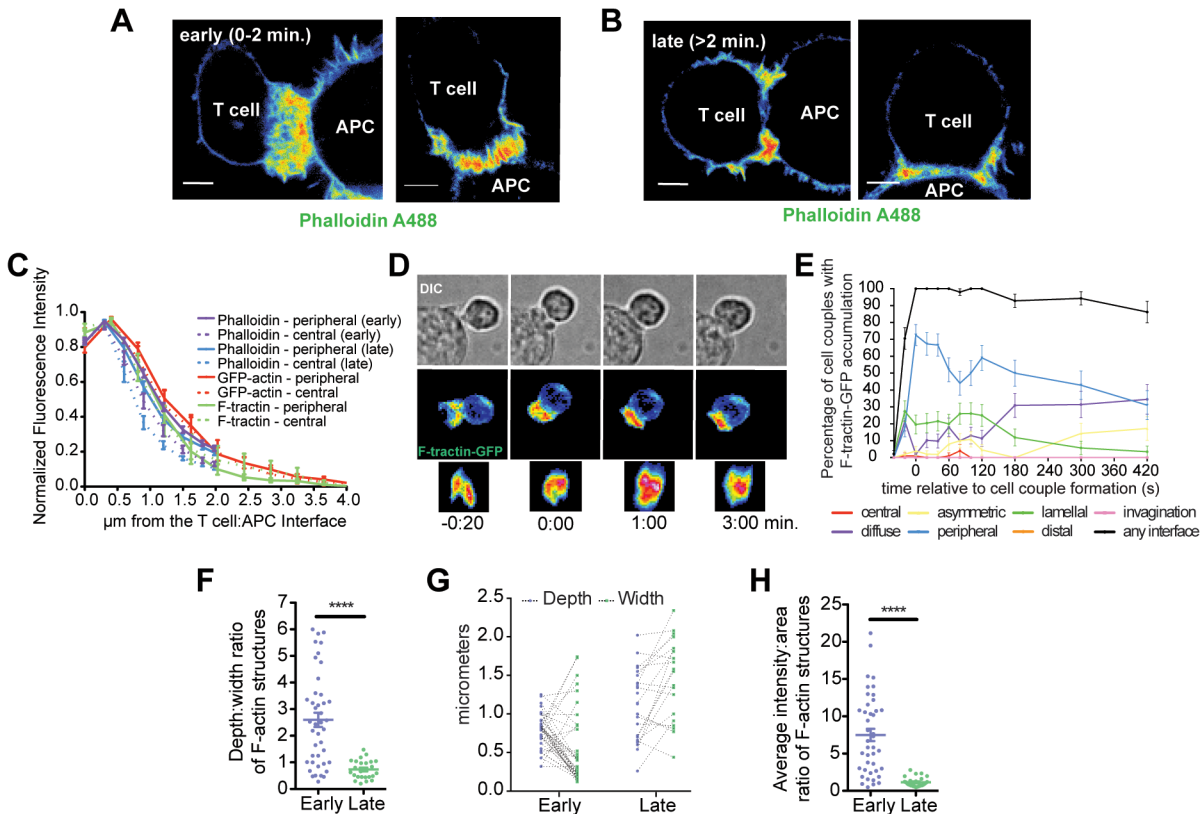 A
early (0-2 min.)
T cell
APC
T cell
APC
Phalloidin A488
B
late (>2 min.)
T cell
APC
T cell
APC
Phalloidin A488
C
Normalized Fluorescence Intensity
1.0
0.8
0.6
0.4
0.2
0.0
Phalloidin - peripheral (early)
Phalloidin - central (early)
Phalloidin - peripheral (late)
Phalloidin - central (late)
GFP-actin - peripheral
GFP-actin - central
F-tractin - peripheral
F-tractin - central
0.0 0.5 1.0 1.5 2.0 2.5 3.0 3.5 4.0
µm from the T cell:APC Interface
D
DIC
F-tractin-GFP
-0:20 0:00 1:00 3:00 min.
E
Percentage of cell couples with
F-tractin-GFP accumulation
100
90
80
70
60
50
40
30
20
10
0
0 60 120 180 240 300 360 420
time relative to cell couple formation (s)
central asymmetric lamellal invagination
diffuse peripheral distal any interface
F
Depth:width ratio
of F-actin structures
7
6
5
4
3
2
1
0
****
Early Late
G
micrometers
Depth Width
2.5
2.0
1.5
1.0
0.5
0.0
Early Late
H
Average intensity:area
ratio of F-actin structures
25
20
15
10
5
0
****
Early Late